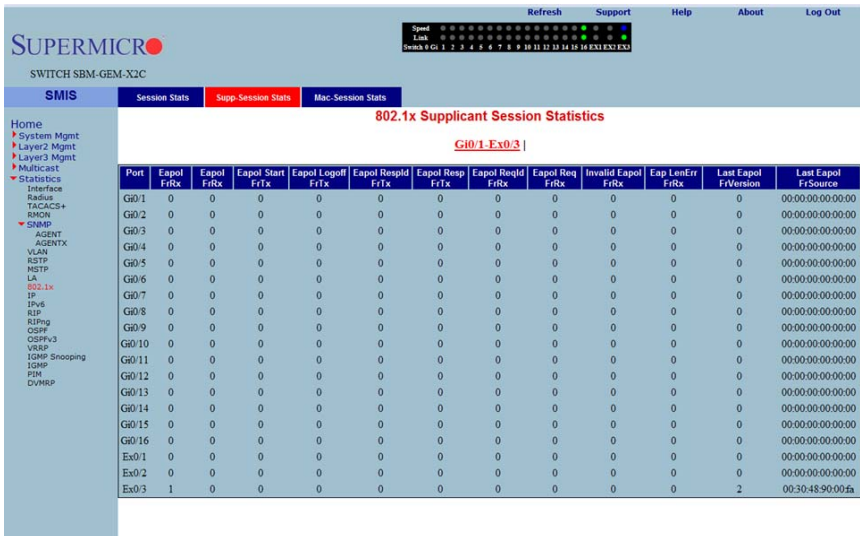 Refresh Support Help About Log Out
Speed
Link
Switch 0 Gi 1 2 3 4 5 6 7 8 9 10 11 12 13 14 15 16 EX1 EX2 EX3
SUPERMICRO
SWITCH SBM-GEM-X2C
SMIS
Session Stats Supp-Session Stats Mac-Session Stats
802.1x Supplicant Session Statistics
Gi0/1-Ex0/3 |
Home
System Mgmt
Layer2 Mgmt
Layer3 Mgmt
Multicast
Statistics
Interface
Radius
TACACS+
RMON
SNMP
AGENT
AGENTX
VLAN
RSTP
MSTP
LA
802.1x
IP
IPv6
RIP
RIPng
OSPF
OSPFv3
VRRP
IGMP Snooping
IGMP
PIM
DVMRP
Port Eapol Eapol Eapol Start Eapol Logoff Eapol RespId Eapol Resp Eapol ReqId Eapol Req Invalid Eapol Eap LenErr Last Eapol Last Eapol
FrRx FrRx FrTx FrTx FrTx FrTx FrRx FrRx FrRx FrRx FrVersion FrSource
Gi0/1 0 0 0 0 0 0 0 0 0 0 0 00:00:00:00:00:00
Gi0/2 0 0 0 0 0 0 0 0 0 0 0 00:00:00:00:00:00
Gi0/3 0 0 0 0 0 0 0 0 0 0 0 00:00:00:00:00:00
Gi0/4 0 0 0 0 0 0 0 0 0 0 0 00:00:00:00:00:00
Gi0/5 0 0 0 0 0 0 0 0 0 0 0 00:00:00:00:00:00
Gi0/6 0 0 0 0 0 0 0 0 0 0 0 00:00:00:00:00:00
Gi0/7 0 0 0 0 0 0 0 0 0 0 0 00:00:00:00:00:00
Gi0/8 0 0 0 0 0 0 0 0 0 0 0 00:00:00:00:00:00
Gi0/9 0 0 0 0 0 0 0 0 0 0 0 00:00:00:00:00:00
Gi0/10 0 0 0 0 0 0 0 0 0 0 0 00:00:00:00:00:00
Gi0/11 0 0 0 0 0 0 0 0 0 0 0 00:00:00:00:00:00
Gi0/12 0 0 0 0 0 0 0 0 0 0 0 00:00:00:00:00:00
Gi0/13 0 0 0 0 0 0 0 0 0 0 0 00:00:00:00:00:00
Gi0/14 0 0 0 0 0 0 0 0 0 0 0 00:00:00:00:00:00
Gi0/15 0 0 0 0 0 0 0 0 0 0 0 00:00:00:00:00:00
Gi0/16 0 0 0 0 0 0 0 0 0 0 0 00:00:00:00:00:00
Ex0/1 0 0 0 0 0 0 0 0 0 0 0 00:00:00:00:00:00
Ex0/2 0 0 0 0 0 0 0 0 0 0 0 00:00:00:00:00:00
Ex0/3 1 0 0 0 0 0 0 0 0 0 2 00:30:48:90:00:fa